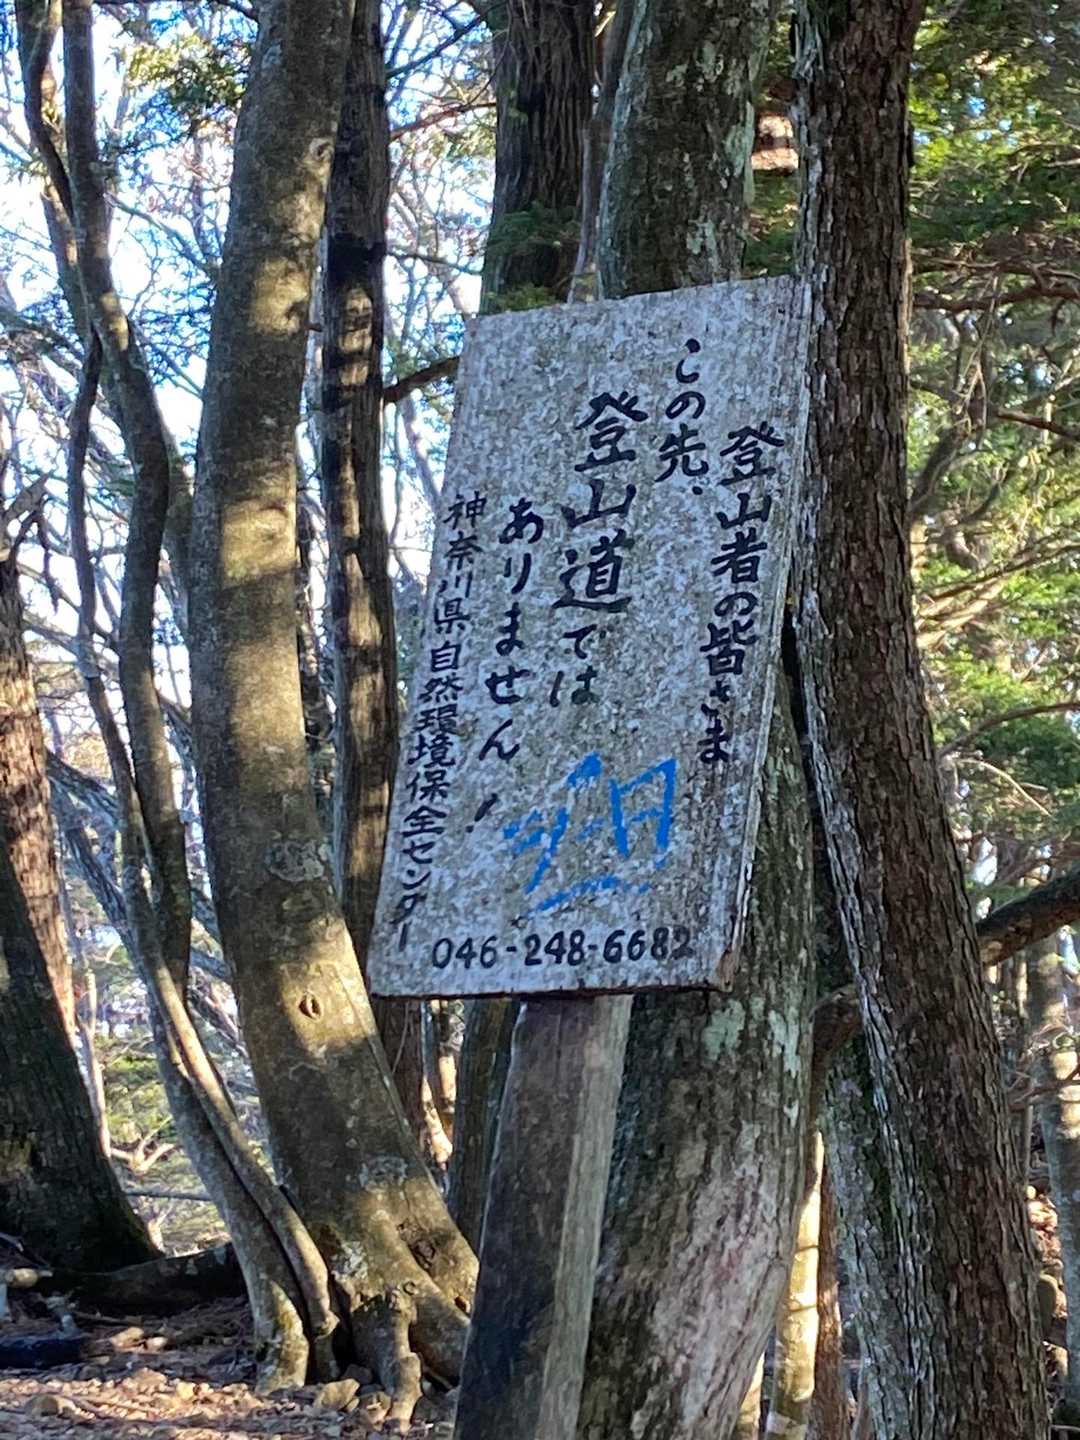 登山者の皆さま
この先、
登山道では
ありません!
神奈川県自然環境保全センター
046-248-6682